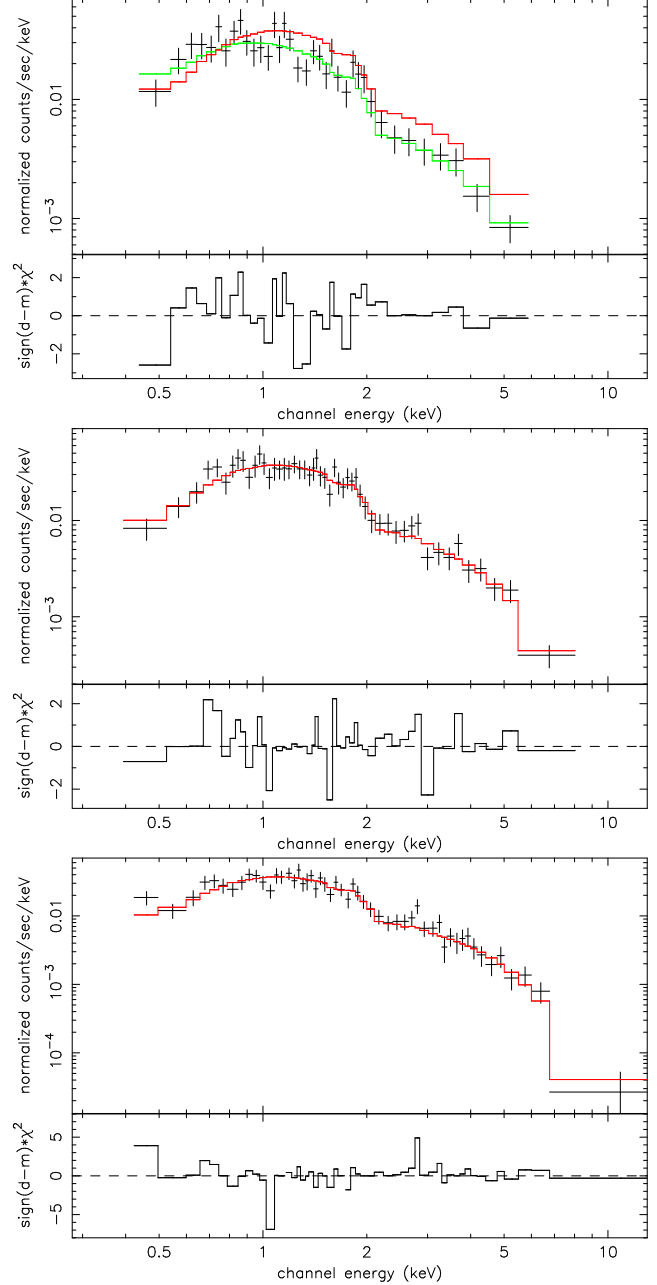 normalized counts/sec/keV
0.01
10⁻³
sign(d−m)*χ²
2
0
−2
0.5 1 2 5 10
channel energy (keV)
normalized counts/sec/keV
0.01
10⁻³
sign(d−m)*χ²
2
0
−2
0.5 1 2 5 10
channel energy (keV)
normalized counts/sec/keV
0.01
10⁻³
10⁻⁴
sign(d−m)*χ²
5
0
−5
0.5 1 2 5 10
channel energy (keV)